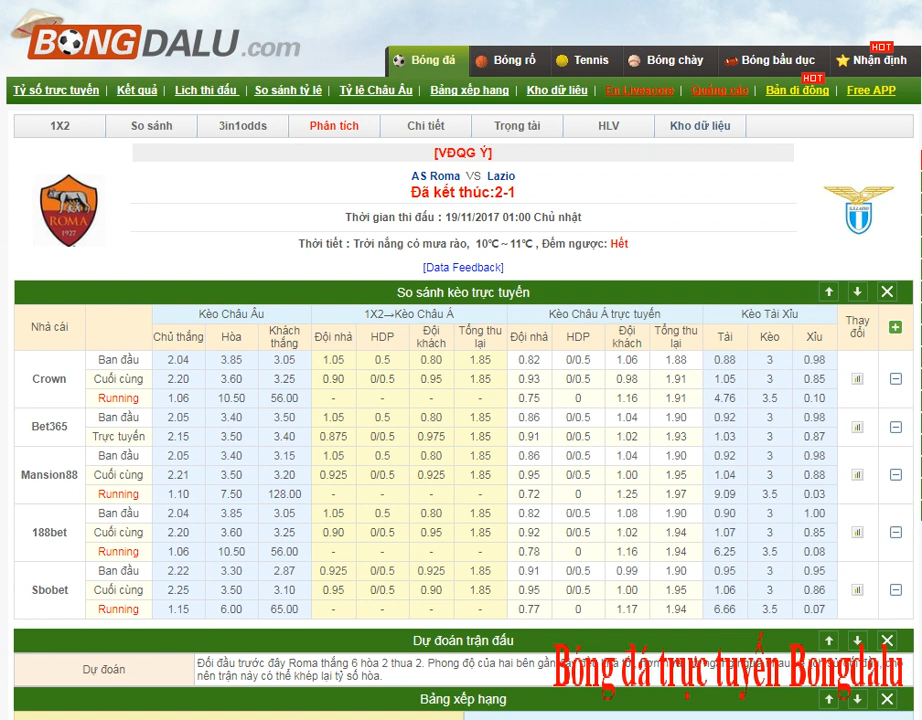 BONGDALU.com
Bóng đá Bóng rổ Tennis Bóng chày Bóng bầu dục HOT Nhận định
Tỷ số trực tuyến | Kết quả | Lịch thi đấu | So sánh tỷ lệ | Tỷ lệ Châu Âu | Bảng xếp hạng | Kho dữ liệu | En Livescore | Quảng cáo | HOT Bản di động | Free APP
1X2 So sánh 3in1odds Phân tích Chi tiết Trọng tài HLV Kho dữ liệu
[VĐQG Ý]
AS Roma VS Lazio
Đã kết thúc:2-1
ROMA
1927
S.S.LAZIO
Thời gian thi đấu : 19/11/2017 01:00 Chủ nhật
Thời tiết : Trời nắng có mưa rào, 10℃～11℃ , Đếm ngược: Hết
[Data Feedback]
So sánh kèo trực tuyến
Nhà cái Kèo Châu Âu 1X2→Kèo Châu Á Kèo Châu Á trực tuyến Kèo Tài Xỉu Thay đổi
Chủ thắng Hòa Khách thắng Đội nhà HDP Đội khách Tổng thu lại Đội nhà HDP Đội khách Tổng thu lại Tài Kèo Xỉu
Crown
Ban đầu 2.04 3.85 3.05 1.05 0.5 0.80 1.85 0.82 0/0.5 1.06 1.88 0.88 3 0.98
Cuối cùng 2.20 3.60 3.25 0.90 0/0.5 0.95 1.85 0.93 0/0.5 0.98 1.91 1.05 3 0.85
Running 1.06 10.50 56.00 - - - - 0.75 0 1.16 1.91 4.76 3.5 0.10
Bet365
Ban đầu 2.05 3.40 3.50 1.05 0.5 0.80 1.85 0.86 0/0.5 1.04 1.90 0.92 3 0.98
Trực tuyến 2.15 3.50 3.40 0.875 0/0.5 0.975 1.85 0.91 0/0.5 1.02 1.93 1.03 3 0.87
Mansion88
Ban đầu 2.05 3.40 3.15 1.05 0.5 0.80 1.85 0.86 0/0.5 1.04 1.90 0.92 3 0.98
Cuối cùng 2.21 3.50 3.20 0.925 0/0.5 0.925 1.85 0.95 0/0.5 1.00 1.95 1.04 3 0.88
Running 1.10 7.50 128.00 - - - - 0.72 0 1.25 1.97 9.09 3.5 0.03
188bet
Ban đầu 2.04 3.85 3.05 1.05 0.5 0.80 1.85 0.82 0/0.5 1.08 1.90 0.90 3 1.00
Cuối cùng 2.20 3.60 3.25 0.90 0/0.5 0.95 1.85 0.92 0/0.5 1.02 1.94 1.07 3 0.85
Running 1.06 10.50 56.00 - - - - 0.78 0 1.16 1.94 6.25 3.5 0.08
Sbobet
Ban đầu 2.22 3.30 2.87 0.925 0/0.5 0.925 1.85 0.91 0/0.5 0.99 1.90 0.95 3 0.95
Cuối cùng 2.25 3.50 3.10 0.95 0/0.5 0.90 1.85 0.95 0/0.5 1.00 1.95 1.06 3 0.86
Running 1.15 6.00 65.00 - - - - 0.77 0 1.17 1.94 6.66 3.5 0.07
Dự đoán trận đấu
Dự đoán Đối đầu trước đây Roma thắng 6 hòa 2 thua 2. Phong độ của hai bên gần
nên trận này có thể khép lại tỷ số hòa.
Bóng đá trực tuyến Bongdalu
Bảng xếp hạng